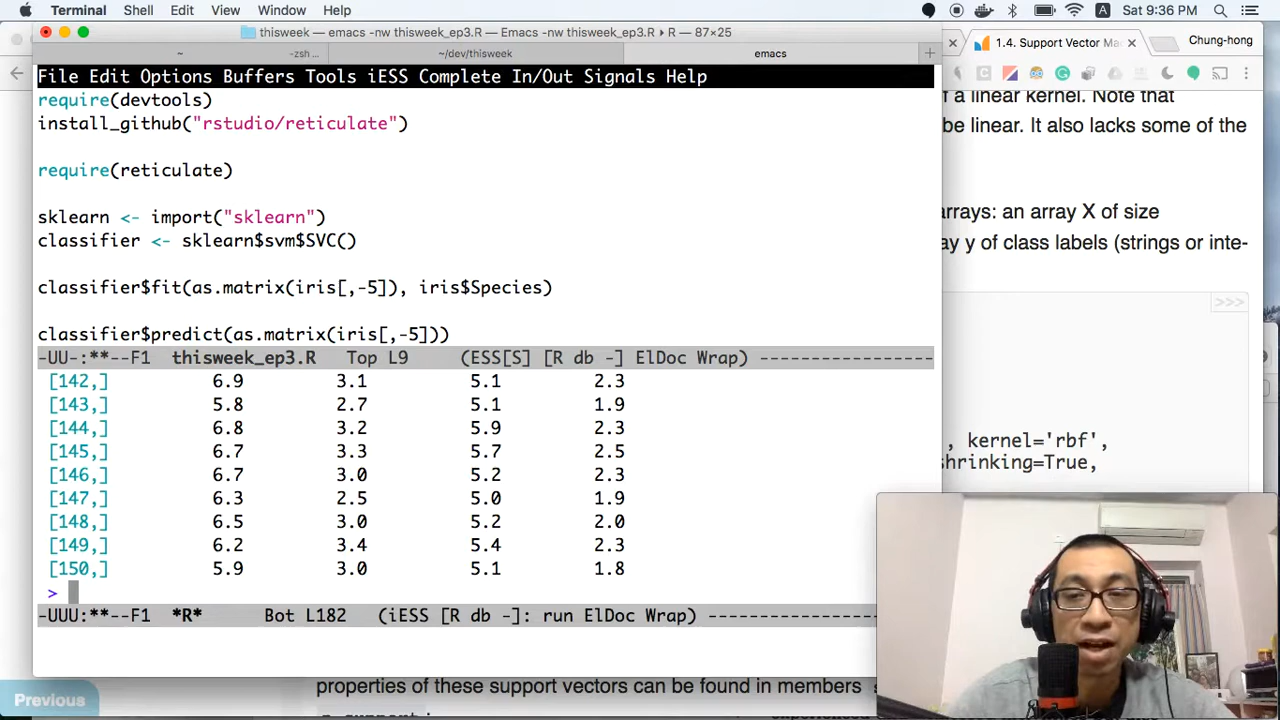 Terminal Shell Edit View Window Help
A Sat 9:36 PM
thisweek — emacs -nw thisweek_ep3.R — Emacs -nw thisweek_ep3.R ▸ R — 87×25
~ -zsh ... ~/dev/thisweek emacs +
1.4. Support Vector Ma × Chung-hong
File Edit Options Buffers Tools iESS Complete In/Out Signals Help
require(devtools)
install_github("rstudio/reticulate")
require(reticulate)
sklearn <- import("sklearn")
classifier <- sklearn$svm$SVC()
classifier$fit(as.matrix(iris[,-5]), iris$Species)
classifier$predict(as.matrix(iris[,-5]))
-UU-:**--F1 thisweek_ep3.R Top L9 (ESS[S] [R db -] ElDoc Wrap) -----------------
[142,] 6.9 3.1 5.1 2.3
[143,] 5.8 2.7 5.1 1.9
[144,] 6.8 3.2 5.9 2.3
[145,] 6.7 3.3 5.7 2.5
[146,] 6.7 3.0 5.2 2.3
[147,] 6.3 2.5 5.0 1.9
[148,] 6.5 3.0 5.2 2.0
[149,] 6.2 3.4 5.4 2.3
[150,] 5.9 3.0 5.1 1.8
>
-UUU:**--F1 *R* Bot L182 (iESS [R db -]: run ElDoc Wrap) ----------------
of a linear kernel. Note that
be linear. It also lacks some of the
arrays: an array X of size
ay y of class labels (strings or inte-
>>>
, kernel='rbf',
shrinking=True,
Previous
properties of these support vectors can be found in members